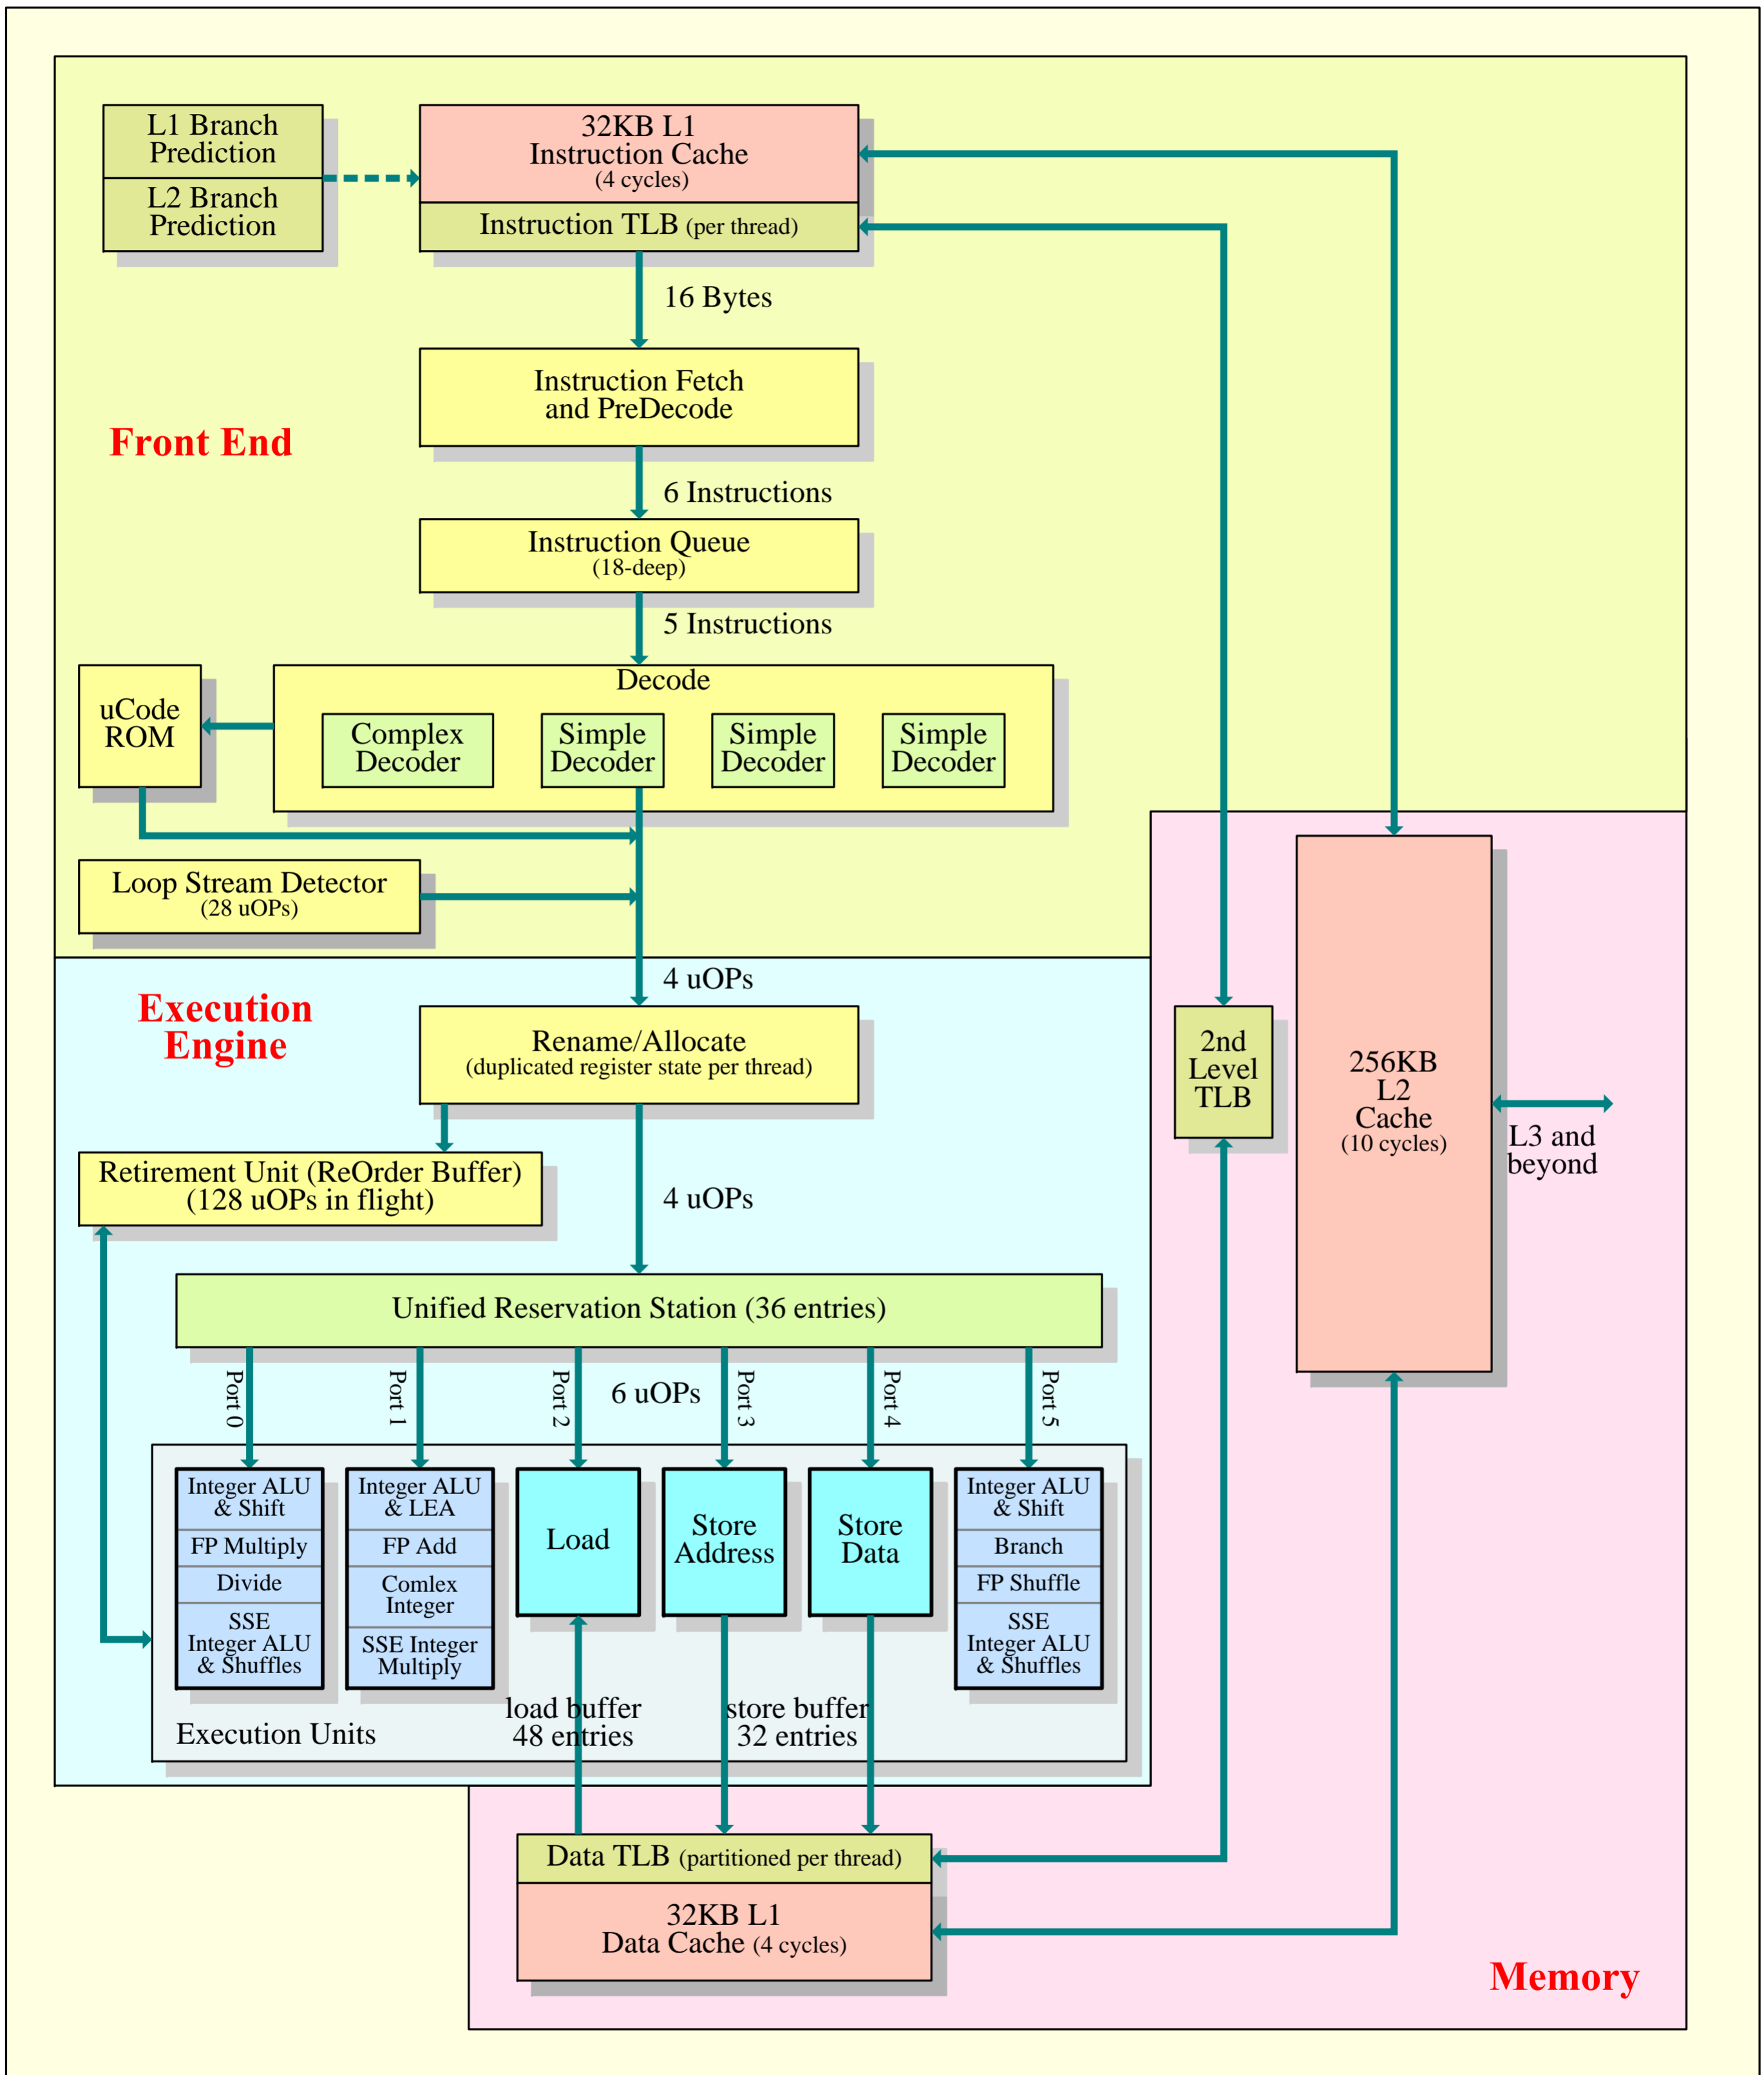 L1 Branch
Prediction
L2 Branch
Prediction
32KB L1
Instruction Cache
(4 cycles)
Instruction TLB (per thread)
16 Bytes
Instruction Fetch
and PreDecode
Front End
6 Instructions
Instruction Queue
(18-deep)
5 Instructions
uCode
ROM
Decode
Complex
Decoder
Simple
Decoder
Simple
Decoder
Simple
Decoder
Loop Stream Detector
(28 uOPs)
4 uOPs
Execution
Engine
Rename/Allocate
(duplicated register state per thread)
2nd
Level
TLB
256KB
L2
Cache
(10 cycles)
L3 and
beyond
Retirement Unit (ReOrder Buffer)
(128 uOPs in flight)
4 uOPs
Unified Reservation Station (36 entries)
Port 0
Port 1
Port 2
6 uOPs
Port 3
Port 4
Port 5
Integer ALU
& Shift
FP Multiply
Divide
SSE
Integer ALU
& Shuffles
Integer ALU
& LEA
FP Add
Comlex
Integer
SSE Integer
Multiply
Load
Store
Address
Store
Data
Integer ALU
& Shift
Branch
FP Shuffle
SSE
Integer ALU
& Shuffles
Execution Units
load buffer
48 entries
store buffer
32 entries
Data TLB (partitioned per thread)
32KB L1
Data Cache (4 cycles)
Memory